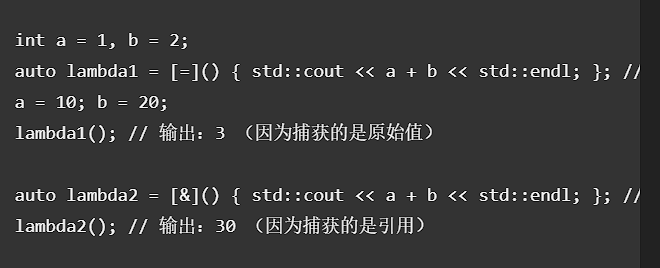 int a = 1, b = 2;
auto lambda1 = [=]() { std::cout << a + b << std::endl; }; //
a = 10; b = 20;
lambda1(); // 输出：3 （因为捕获的是原始值）
auto lambda2 = [&]() { std::cout << a + b << std::endl; }; //
lambda2(); // 输出：30 （因为捕获的是引用）